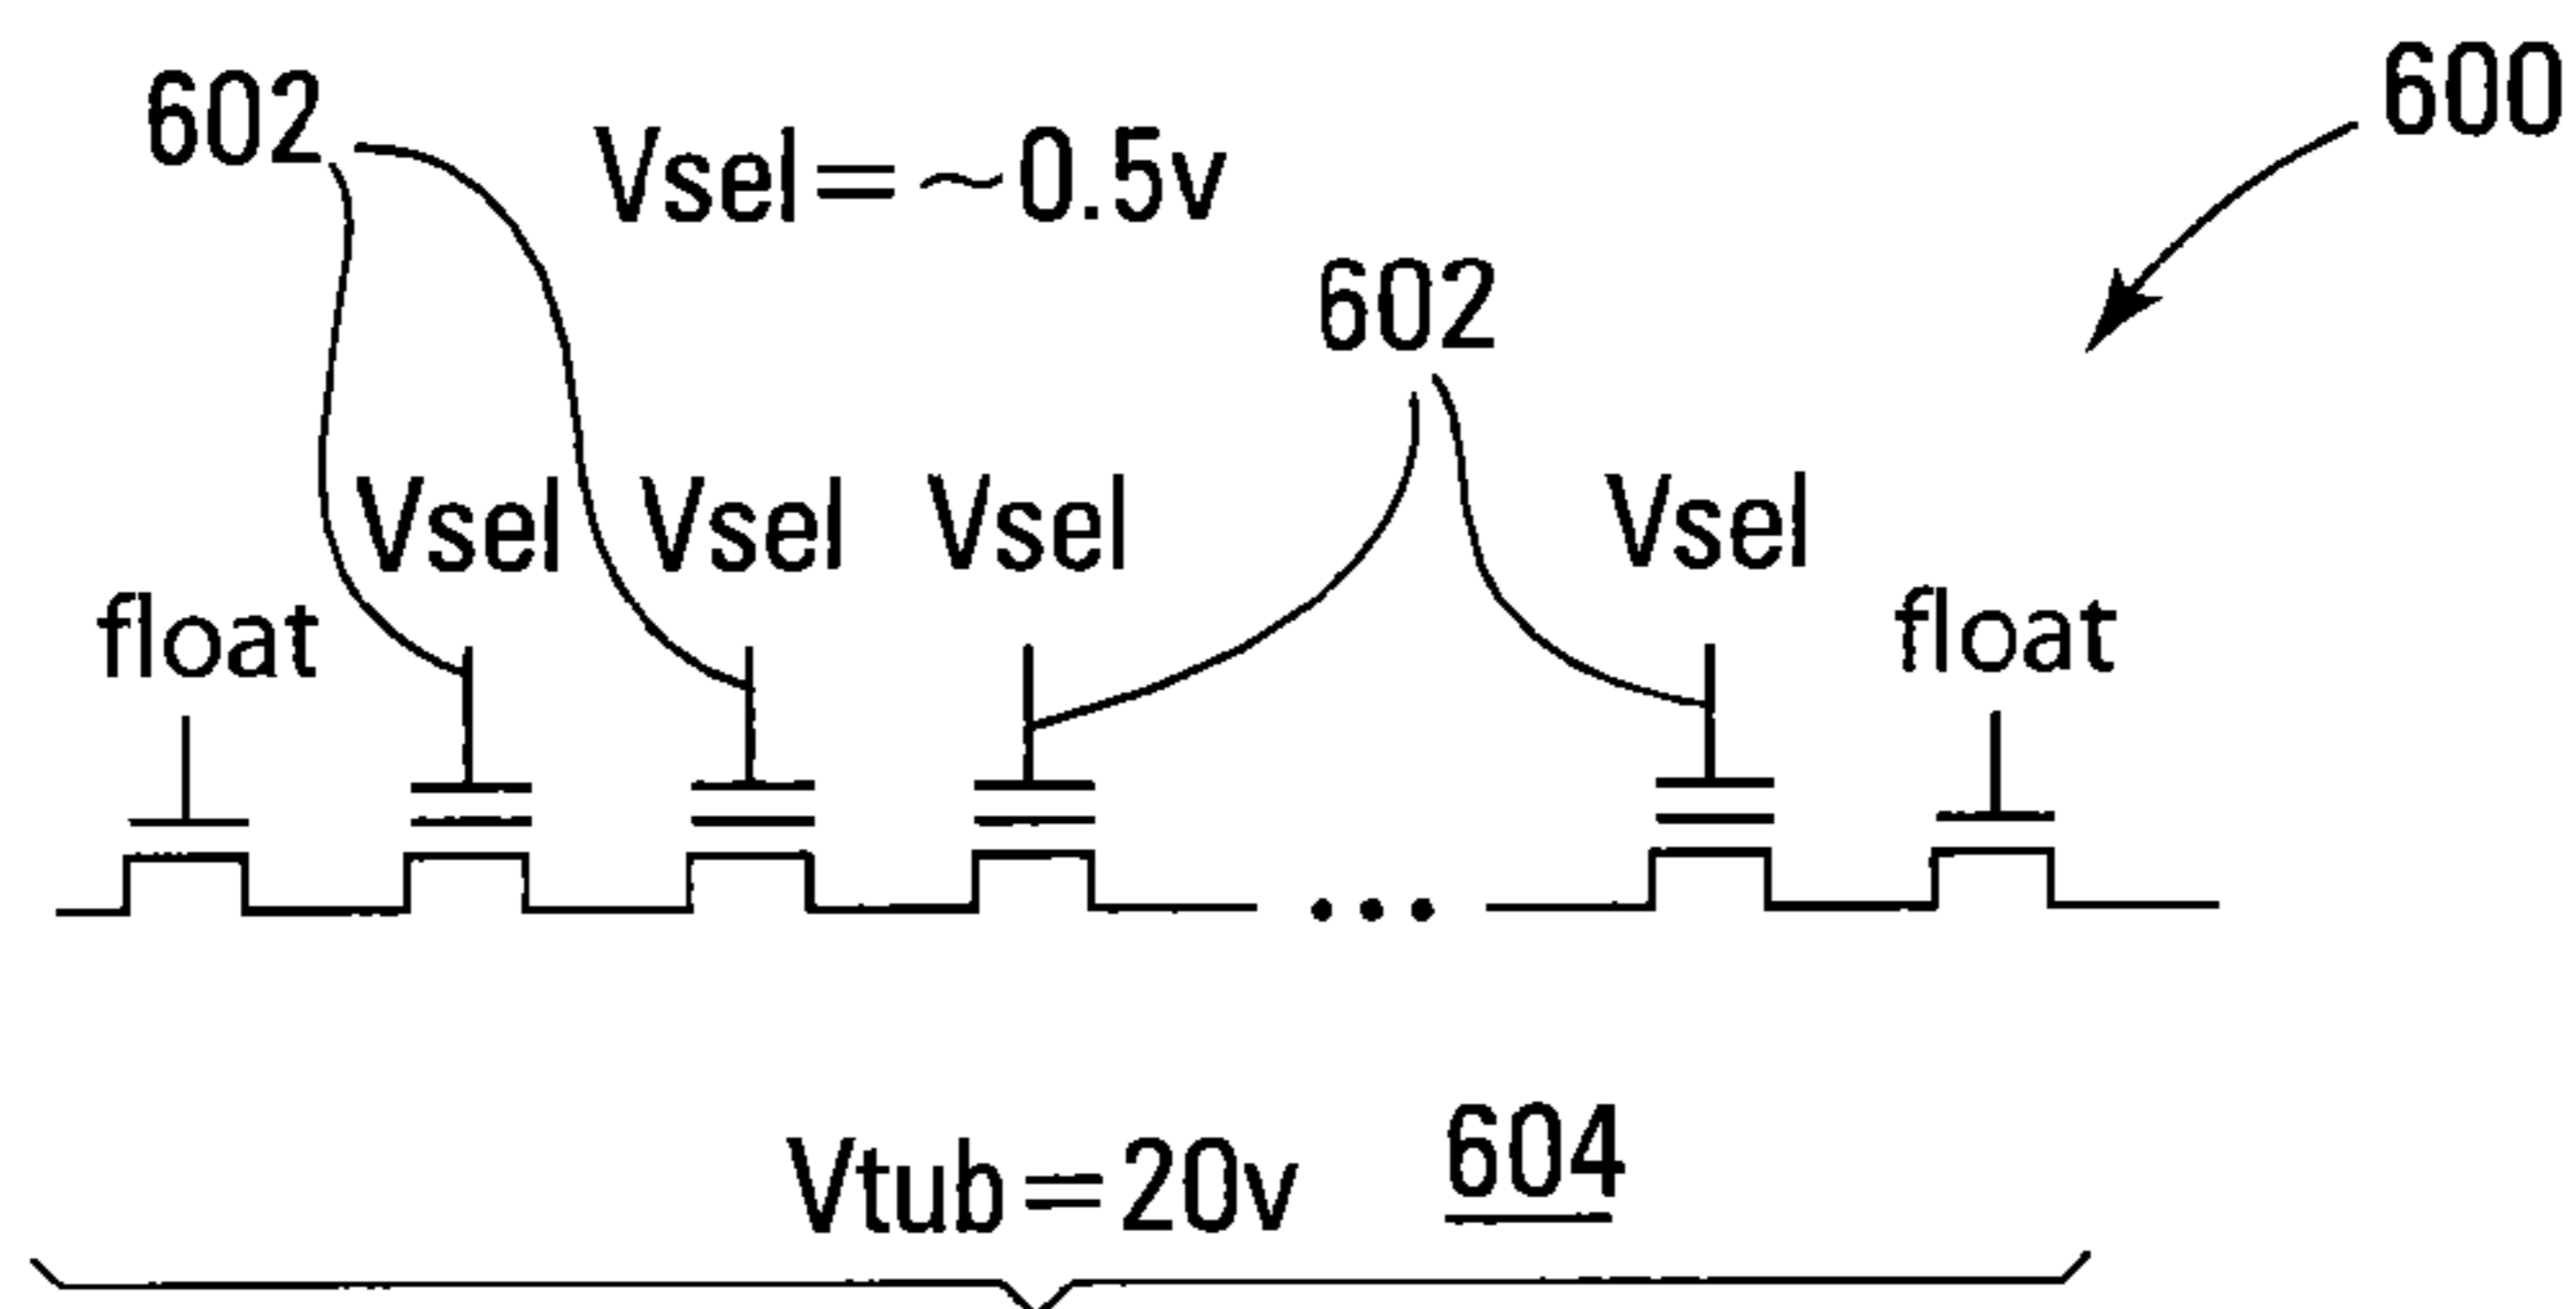 602 Vsel=~0.5v 600
602
Vsel Vsel Vsel Vsel
float float
• • •
Vtub=20v 604